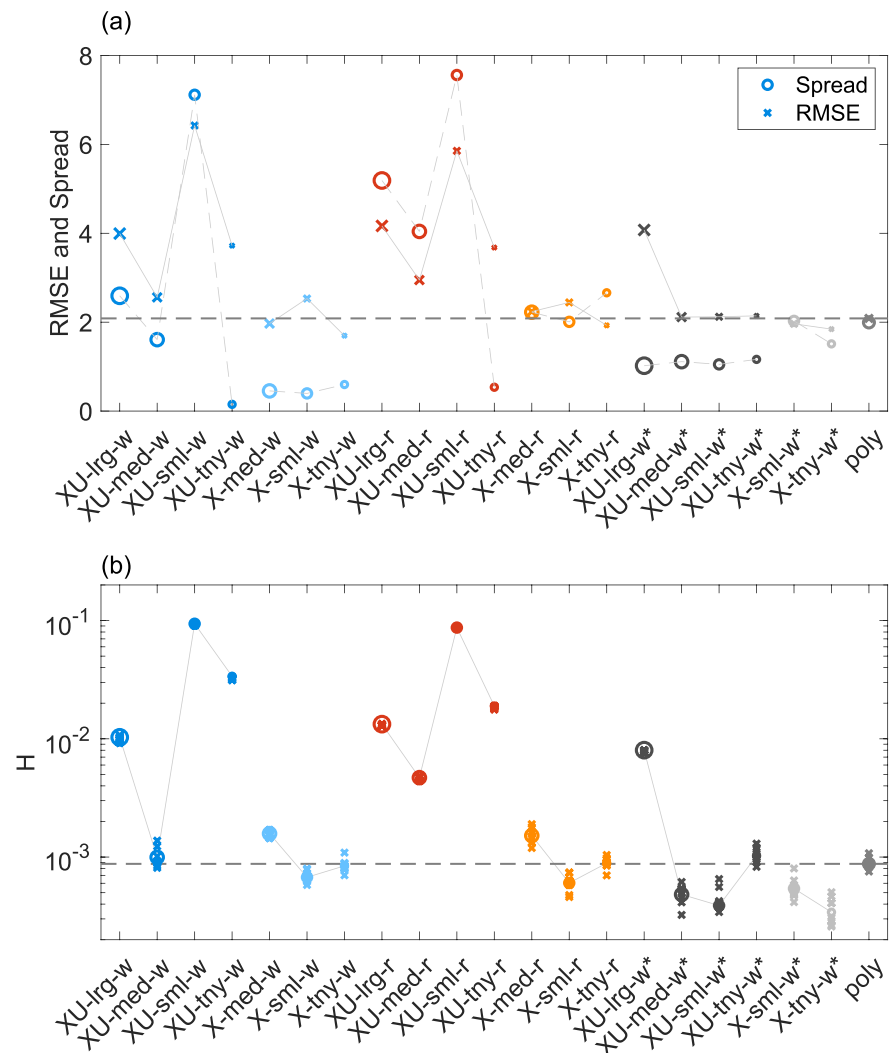 (a)
RMSE and Spread
8
6
4
2
0
Spread
RMSE
XU-lrg-w
XU-med-w
XU-sml-w
XU-tny-w
X-med-w
X-sml-w
X-tny-w
XU-lrg-r
XU-med-r
XU-sml-r
XU-tny-r
X-med-r
X-sml-r
X-tny-r
XU-lrg-w*
XU-med-w*
XU-sml-w*
XU-tny-w*
X-sml-w*
X-tny-w*
poly
(b)
H
10-1
10-2
10-3
XU-lrg-w
XU-med-w
XU-sml-w
XU-tny-w
X-med-w
X-sml-w
X-tny-w
XU-lrg-r
XU-med-r
XU-sml-r
XU-tny-r
X-med-r
X-sml-r
X-tny-r
XU-lrg-w*
XU-med-w*
XU-sml-w*
XU-tny-w*
X-sml-w*
X-tny-w*
poly